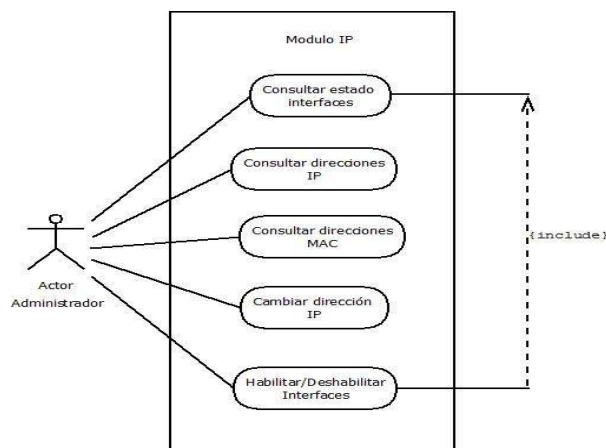 Modulo IP
Consultar estado
interfaces
Consultar direcciones
IP
Consultar direcciones
MAC
{include}
Actor
Administrador
Cambiar dirección
IP
Habilitar/Deshabilitar
Interfaces